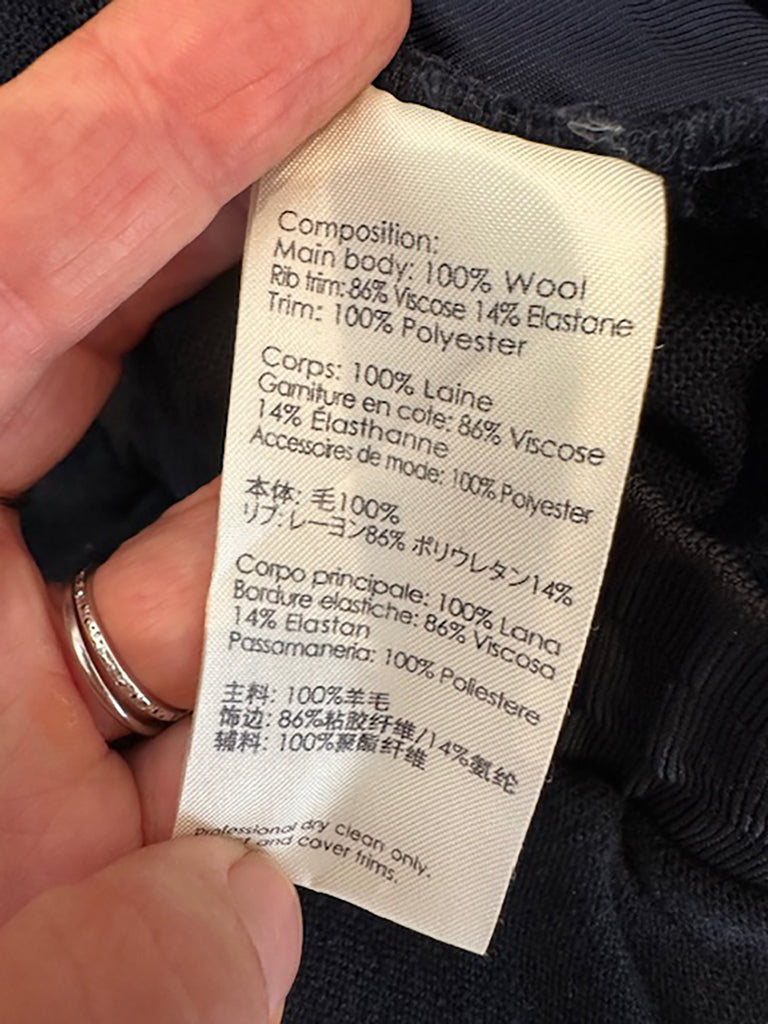 Composition:
Main body: 100% Wool
Rib trim: 86% Viscose 14% Elastane
Trim: 100% Polyester
Corps: 100% Laine
Garniture en cote: 86% Viscose
14% Élasthanne
Accessoires de mode: 100% Polyester
本体: 毛100%
リブ:レーヨン86% ポリウレタン14%
Corpo principale: 100% Lana
Bordure elastiche: 86% Viscosa
14% Elastan
Passamaneria: 100% Poliestere
主料: 100%羊毛
饰边: 86%粘胶纤维/14%氨纶
辅料: 100%聚酯纤维
Professional dry clean only.
and cover trims.